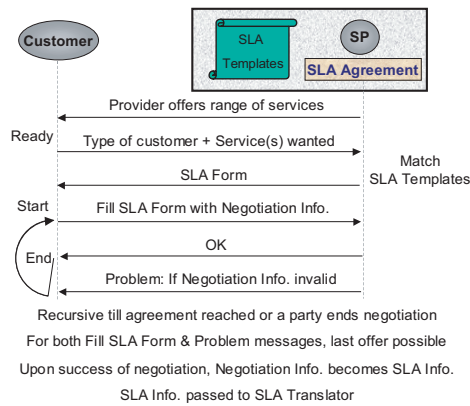 Customer
SLA
Templates
SP
SLA Agreement
Provider offers range of services
Ready
Type of customer + Service(s) wanted
Match
SLA Templates
SLA Form
Start
Fill SLA Form with Negotiation Info.
OK
End
Problem: If Negotiation Info. invalid
Recursive till agreement reached or a party ends negotiation
For both Fill SLA Form & Problem messages, last offer possible
Upon success of negotiation, Negotiation Info. becomes SLA Info.
SLA Info. passed to SLA Translator